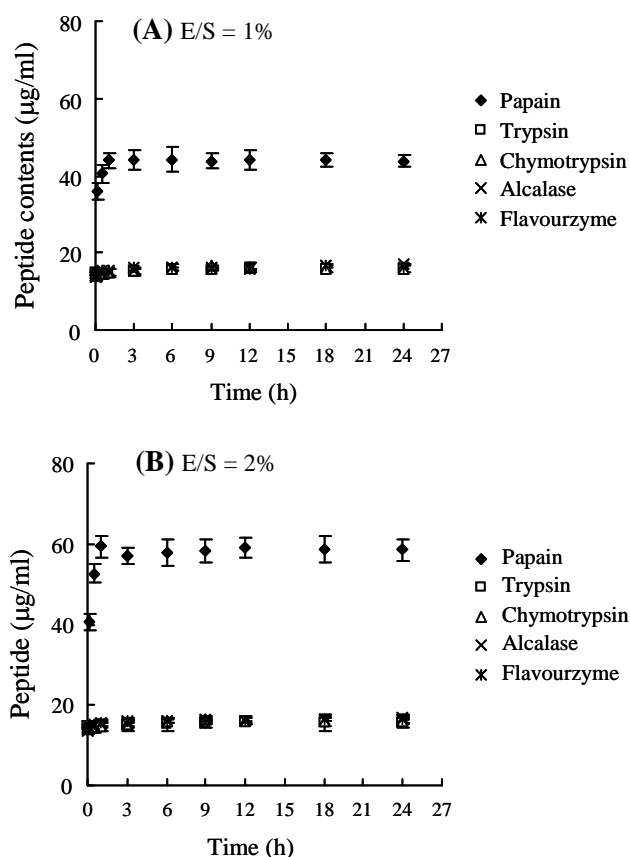 (A) E/S = 1%
Peptide contents (µg/ml)
80
60
40
20
0
0 3 6 9 12 15 18 21 24 27
Time (h)
Papain
Trypsin
Chymotrypsin
Alcalase
Flavourzyme
(B) E/S = 2%
Peptide (µg/ml)
80
60
40
20
0
0 3 6 9 12 15 18 21 24 27
Time (h)
Papain
Trypsin
Chymotrypsin
Alcalase
Flavourzyme